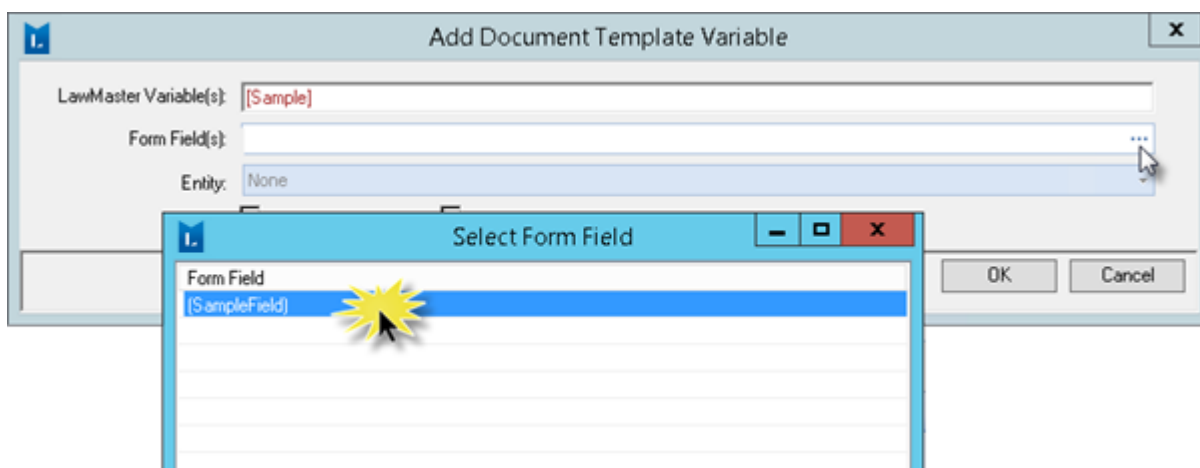 Add Document Template Variable
LawMaster Variable(s): [Sample]
Form Field(s):
Entity: None
Select Form Field
Form Field
(SampleField)
OK Cancel